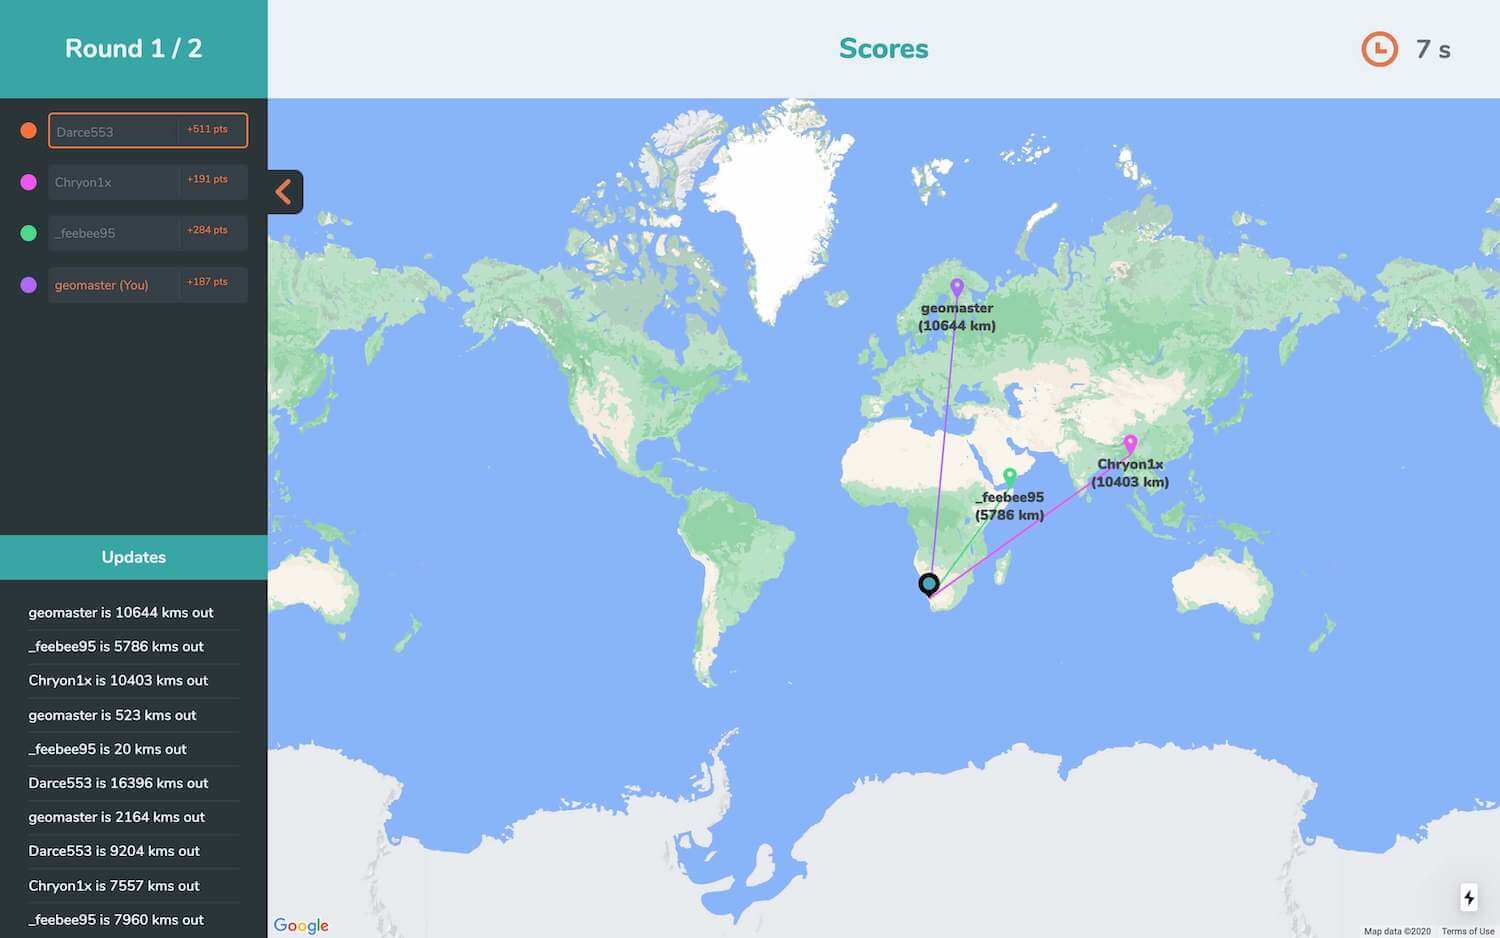 Round 1 / 2
Scores
7 s
Darce553 +511 pts
Chryon1x +191 pts
_feebee95 +284 pts
geomaster (You) +187 pts
geomaster
(10644 km)
Chryon1x
(10403 km)
_feebee95
(5786 km)
Updates
geomaster is 10644 kms out
_feebee95 is 5786 kms out
Chryon1x is 10403 kms out
geomaster is 523 kms out
_feebee95 is 20 kms out
Darce553 is 16396 kms out
geomaster is 2164 kms out
Darce553 is 9204 kms out
Chryon1x is 7557 kms out
_feebee95 is 7960 kms out
Google
Map data ©2020 Terms of Use